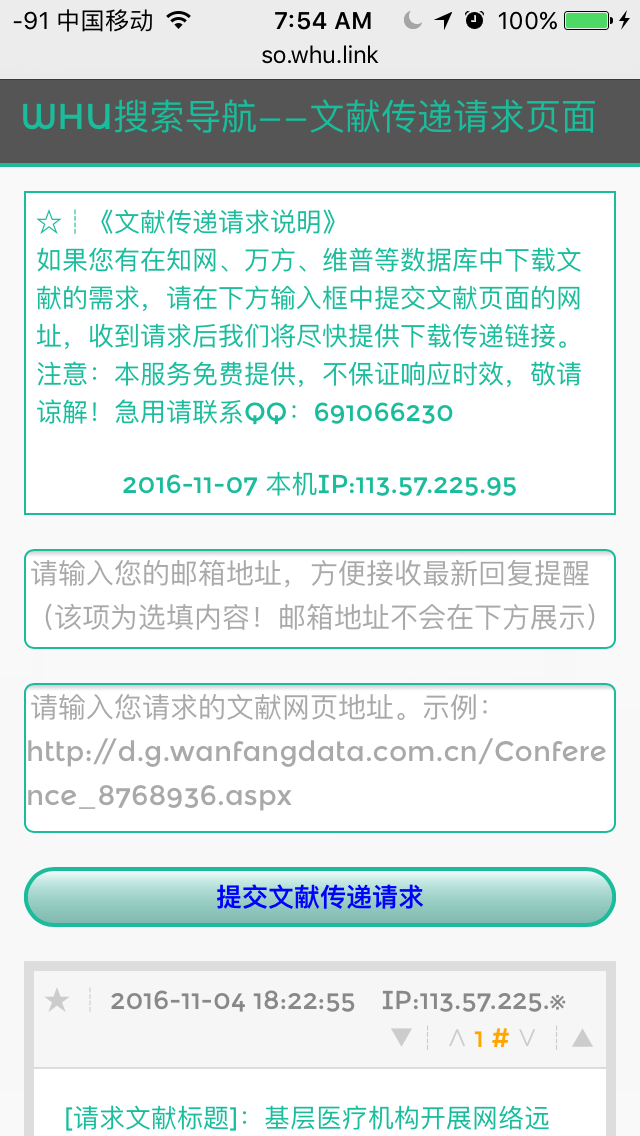 -91 中国移动 7:54 AM 100%
so.whu.link
WHU搜索导航——文献传递请求页面
☆┊《文献传递请求说明》
如果您有在知网、万方、维普等数据库中下载文
献的需求，请在下方输入框中提交文献页面的网
址，收到请求后我们将尽快提供下载传递链接。
注意：本服务免费提供，不保证响应时效，敬请
谅解！急用请联系QQ：691066230
2016-11-07 本机IP:113.57.225.95
请输入您的邮箱地址，方便接收最新回复提醒
（该项为选填内容！邮箱地址不会在下方展示）
请输入您请求的文献网页地址。示例：
http://d.g.wanfangdata.com.cn/Confere
nce_8768936.aspx
提交文献传递请求
★┊ 2016-11-04 18:22:55 IP:113.57.225.※
▼┊∧ 1 # ∨┊▲
[请求文献标题]：基层医疗机构开展网络远